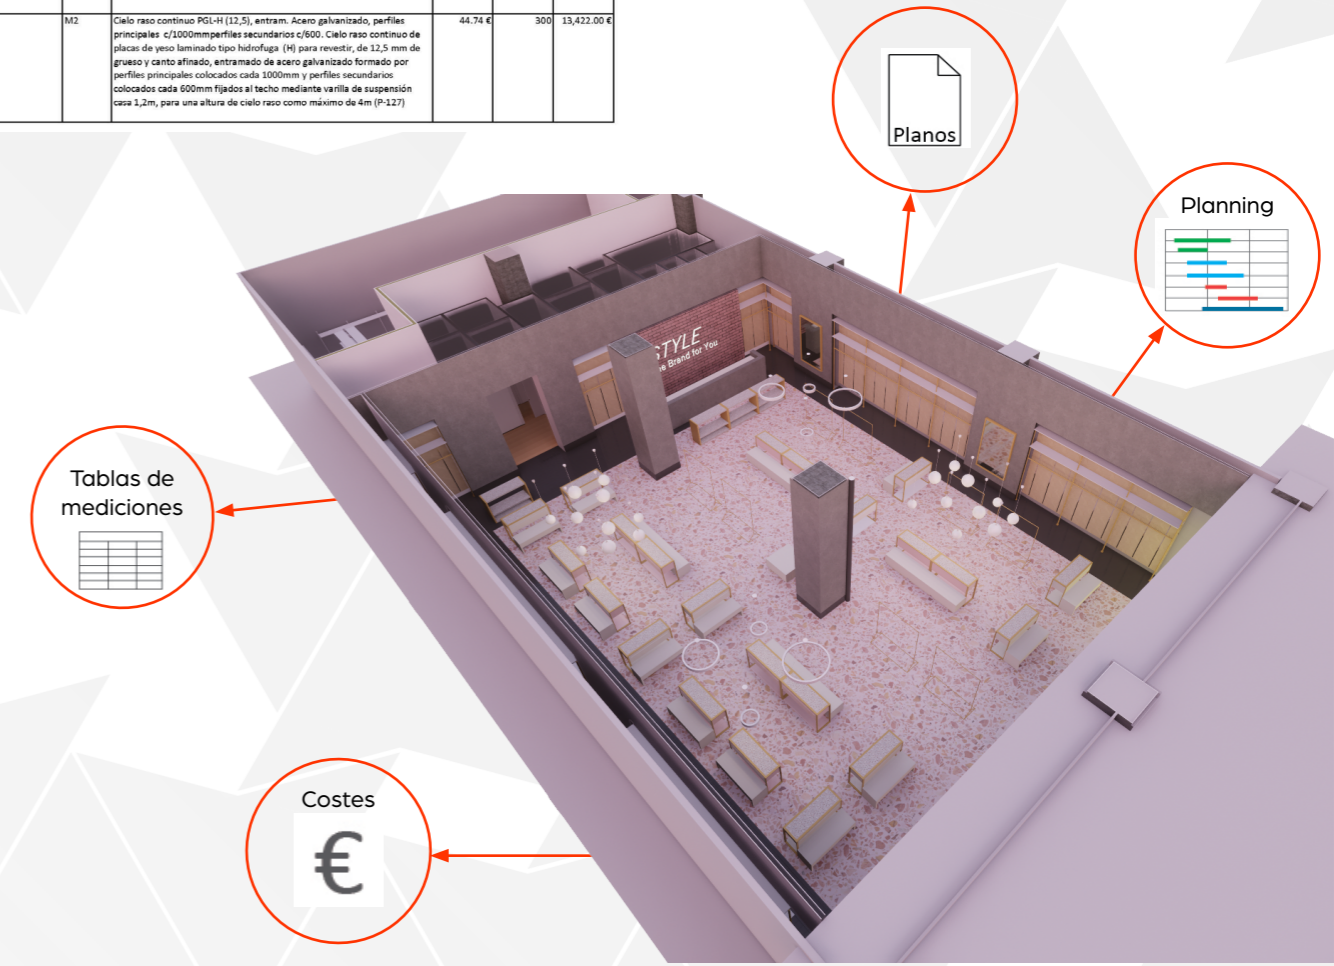 M2
Cielo raso continuo PGL-H (12,5), entram. Acero galvanizado, perfiles
principales c/1000mmperfiles secundarios c/600. Cielo raso continuo de
placas de yeso laminado tipo hidrofuga (H) para revestir, de 12,5 mm de
grueso y canto afinado, entramado de acero galvanizado formado por
perfiles principales colocados cada 1000mm y perfiles secundarios
colocados cada 600mm fijados al techo mediante varilla de suspensión
casa 1,2m, para una altura de cielo raso como máximo de 4m (P-127)
44.74 €
300
13,422.00 €
Planos
Planning
TYLE
e Brand for You
Tablas de
mediciones
Costes
€